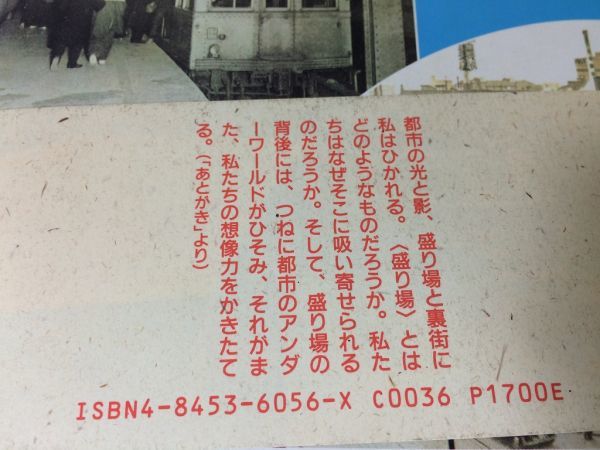 都市の光と影、盛り場と裏街に
私はひかれる。〈盛り場〉とは
どのようなものだろうか。私た
ちはなぜそこに吸い寄せられる
のだろうか。そして、盛り場の
背後には、つねに都市のアンダ
ーワールドがひそみ、それがま
た、私たちの想像力をかきたて
る。(「あとがき」より)
ISBN4-8453-6056-X C0036 P1700E